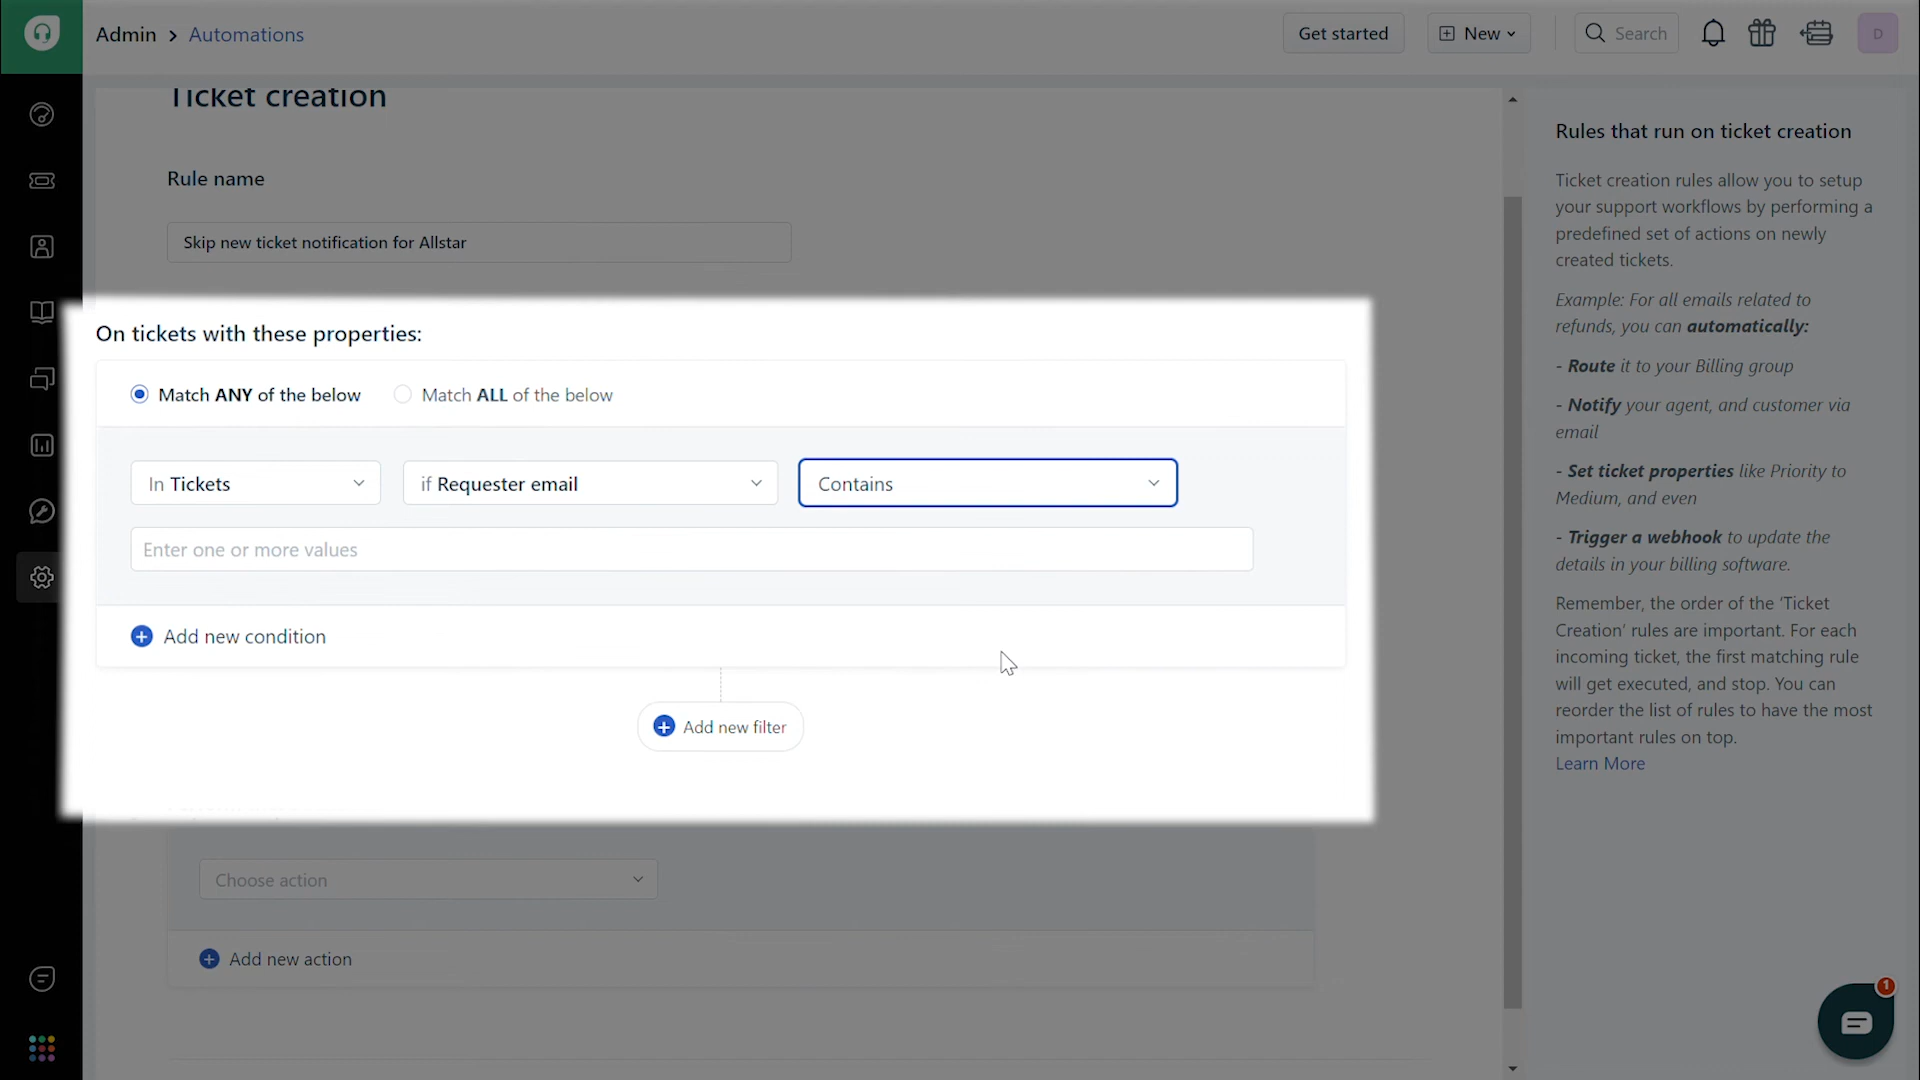 Admin > Automations
Get started
New
Search
D
Ticket creation
Rule name
Skip new ticket notification for Allstar
On tickets with these properties:
Match ANY of the below
Match ALL of the below
In Tickets
if Requester email
Contains
Enter one or more values
Add new condition
Add new filter
Choose action
Add new action
Rules that run on ticket creation
Ticket creation rules allow you to setup
your support workflows by performing a
predefined set of actions on newly
created tickets.
Example: For all emails related to
refunds, you can automatically:
- Route it to your Billing group
- Notify your agent, and customer via
email
- Set ticket properties like Priority to
Medium, and even
- Trigger a webhook to update the
details in your billing software.
Remember, the order of the ‘Ticket
Creation’ rules are important. For each
incoming ticket, the first matching rule
will get executed, and stop. You can
reorder the list of rules to have the most
important rules on top.
Learn More
1